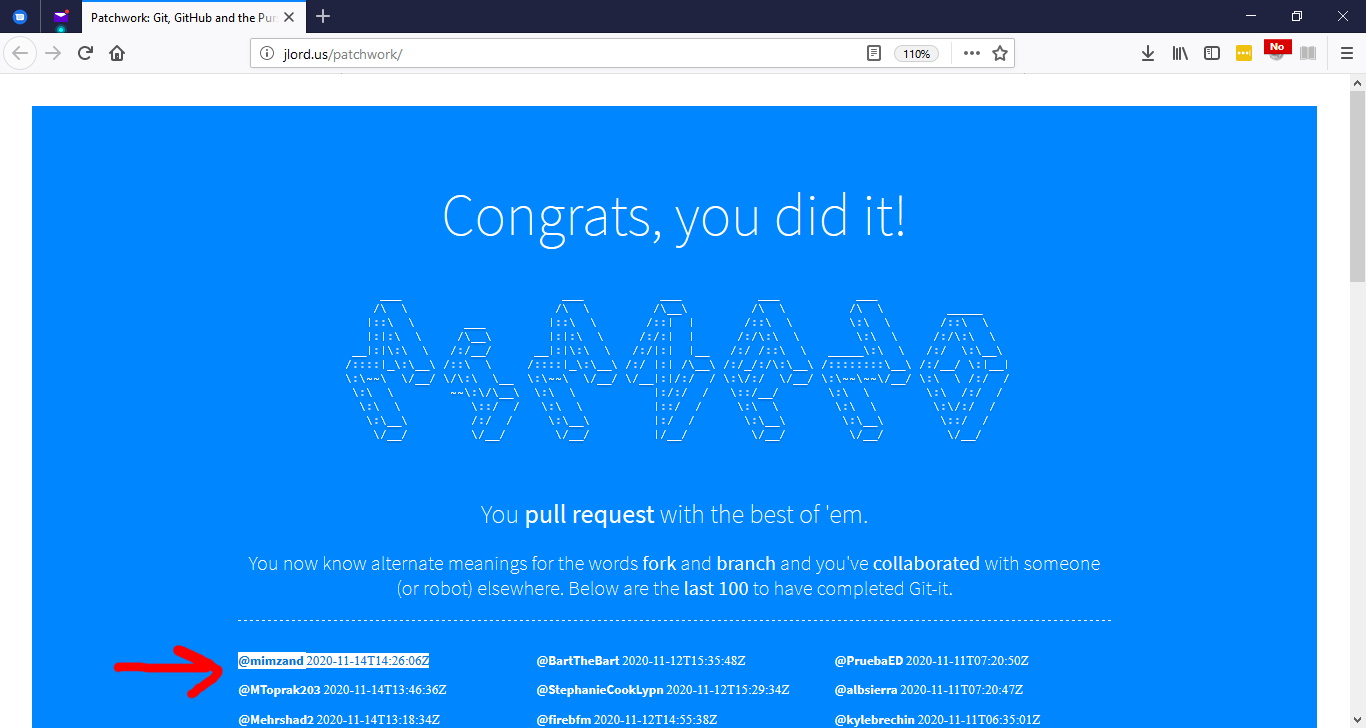 Patchwork: Git, GitHub and the Pur
jlord.us/patchwork/
110%
No
Congrats, you did it!
You pull request with the best of 'em.
You now know alternate meanings for the words fork and branch and you've collaborated with someone
(or robot) elsewhere. Below are the last 100 to have completed Git-it.
@mimzand 2020-11-14T14:26:06Z
@BartTheBart 2020-11-12T15:35:48Z
@PruebaED 2020-11-11T07:20:50Z
@MToprak203 2020-11-14T13:46:36Z
@StephanieCookLypn 2020-11-12T15:29:34Z
@albsierra 2020-11-11T07:20:47Z
@Mehrshad2 2020-11-14T13:18:34Z
@firebfm 2020-11-12T14:55:38Z
@kylebrechin 2020-11-11T06:35:01Z